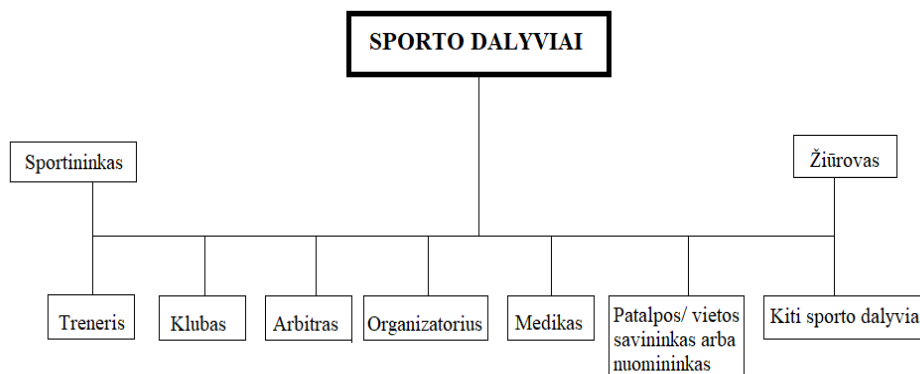 SPORTO DALYVIAI
Sportininkas
Žiūrovas
Treneris
Klubas
Arbitras
Organizatorius
Medikas
Patalpos/ vietos
savininkas arba
nuomininkas
Kiti sporto dalyvia